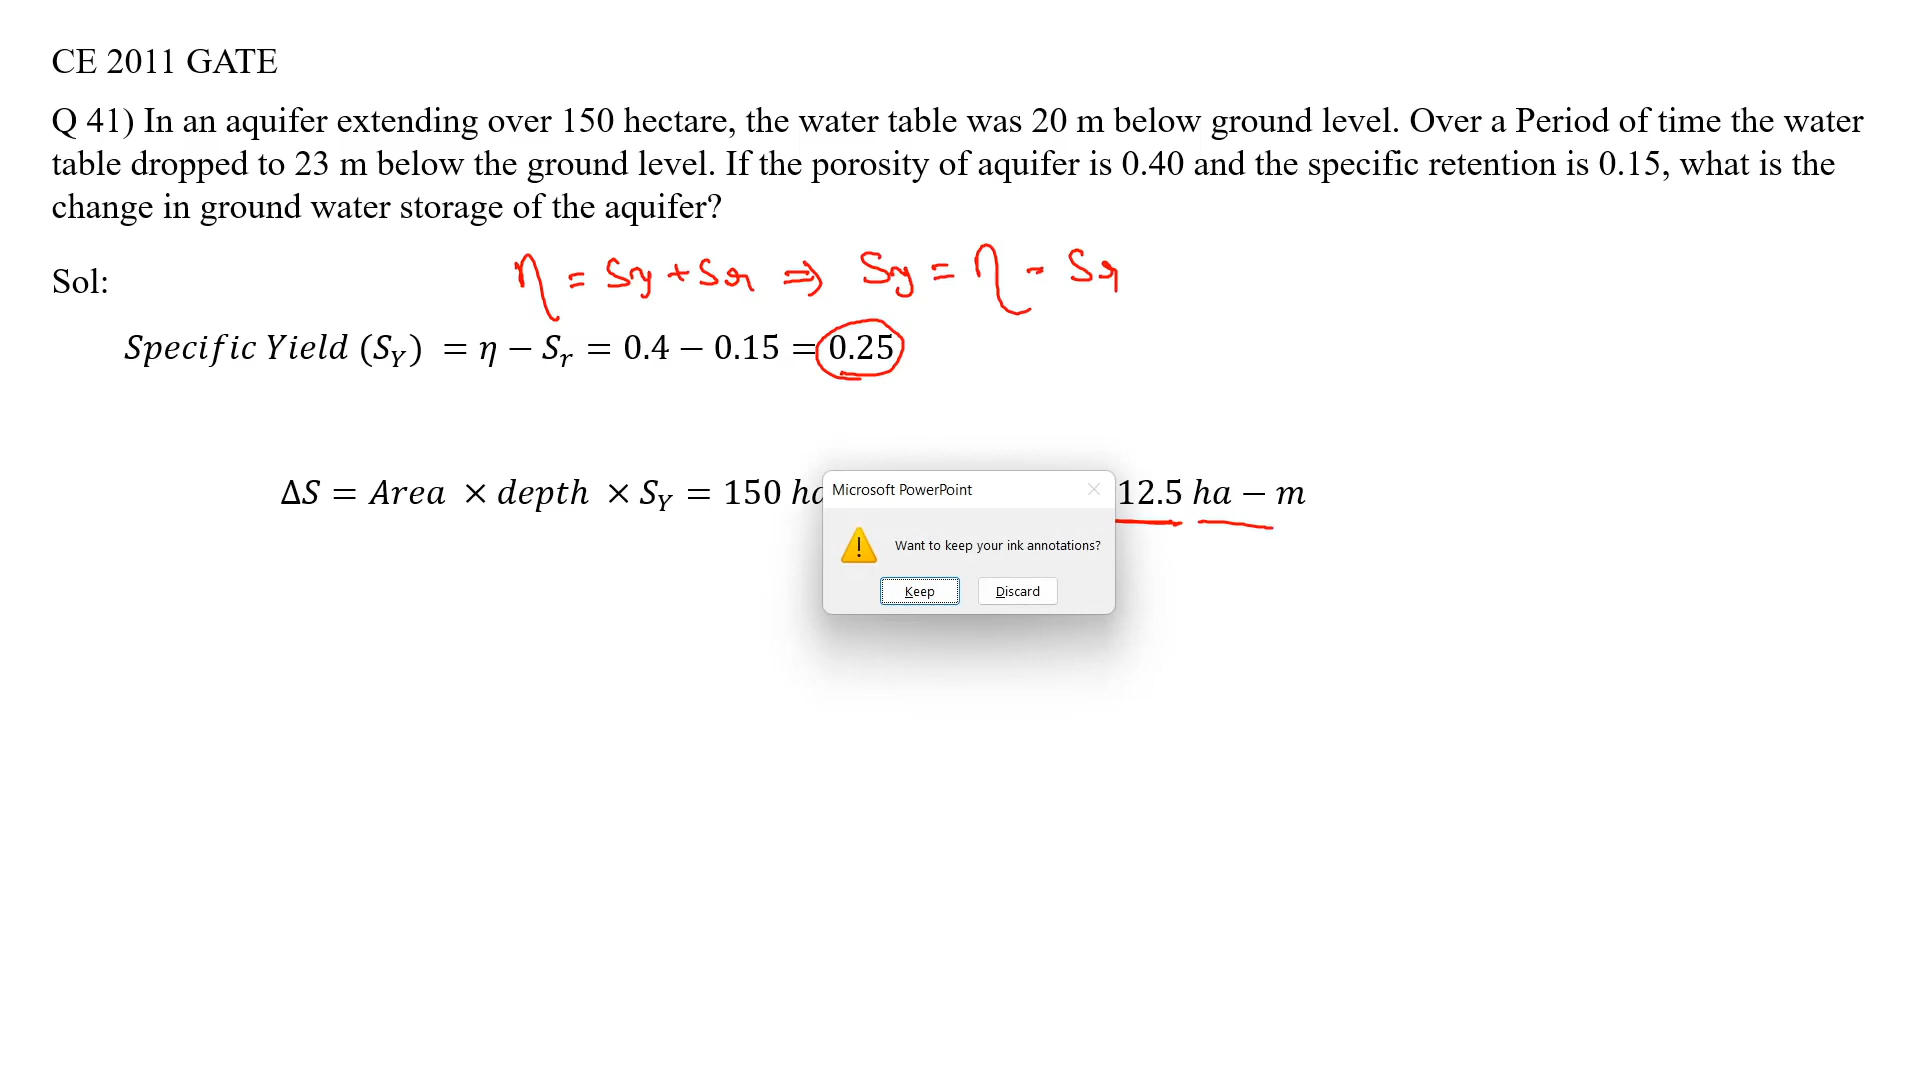 CE 2011 GATE
Q 41) In an aquifer extending over 150 hectare, the water table was 20 m below ground level. Over a Period of time the water
table dropped to 23 m below the ground level. If the porosity of aquifer is 0.40 and the specific retention is 0.15, what is the
change in ground water storage of the aquifer?
η = Sy + Sr ⇒ Sy = η - Sr
Sol:
Specific Yield (S_Y) = η − S_r = 0.4 − 0.15 = 0.25
ΔS = Area × depth × S_Y = 150 ha 12.5 ha − m
Microsoft PowerPoint
Want to keep your ink annotations?
Keep Discard